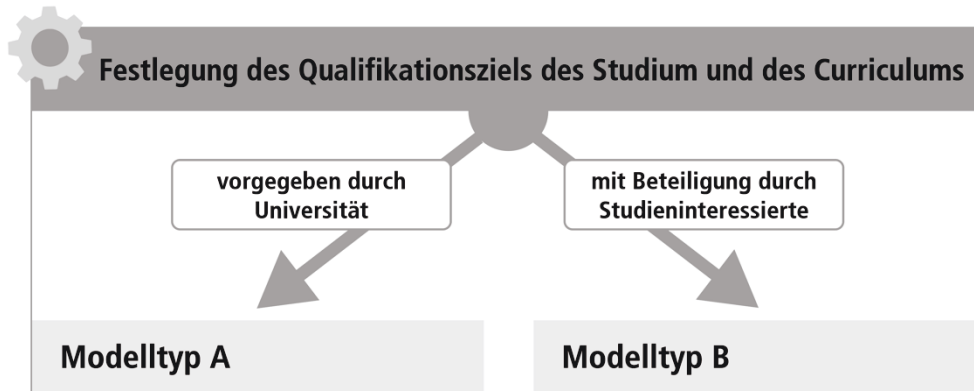 Festlegung des Qualifikationsziels des Studium und des Curriculums
vorgegeben durch
Universität
mit Beteiligung durch
Studieninteressierte
Modelltyp A
Modelltyp B